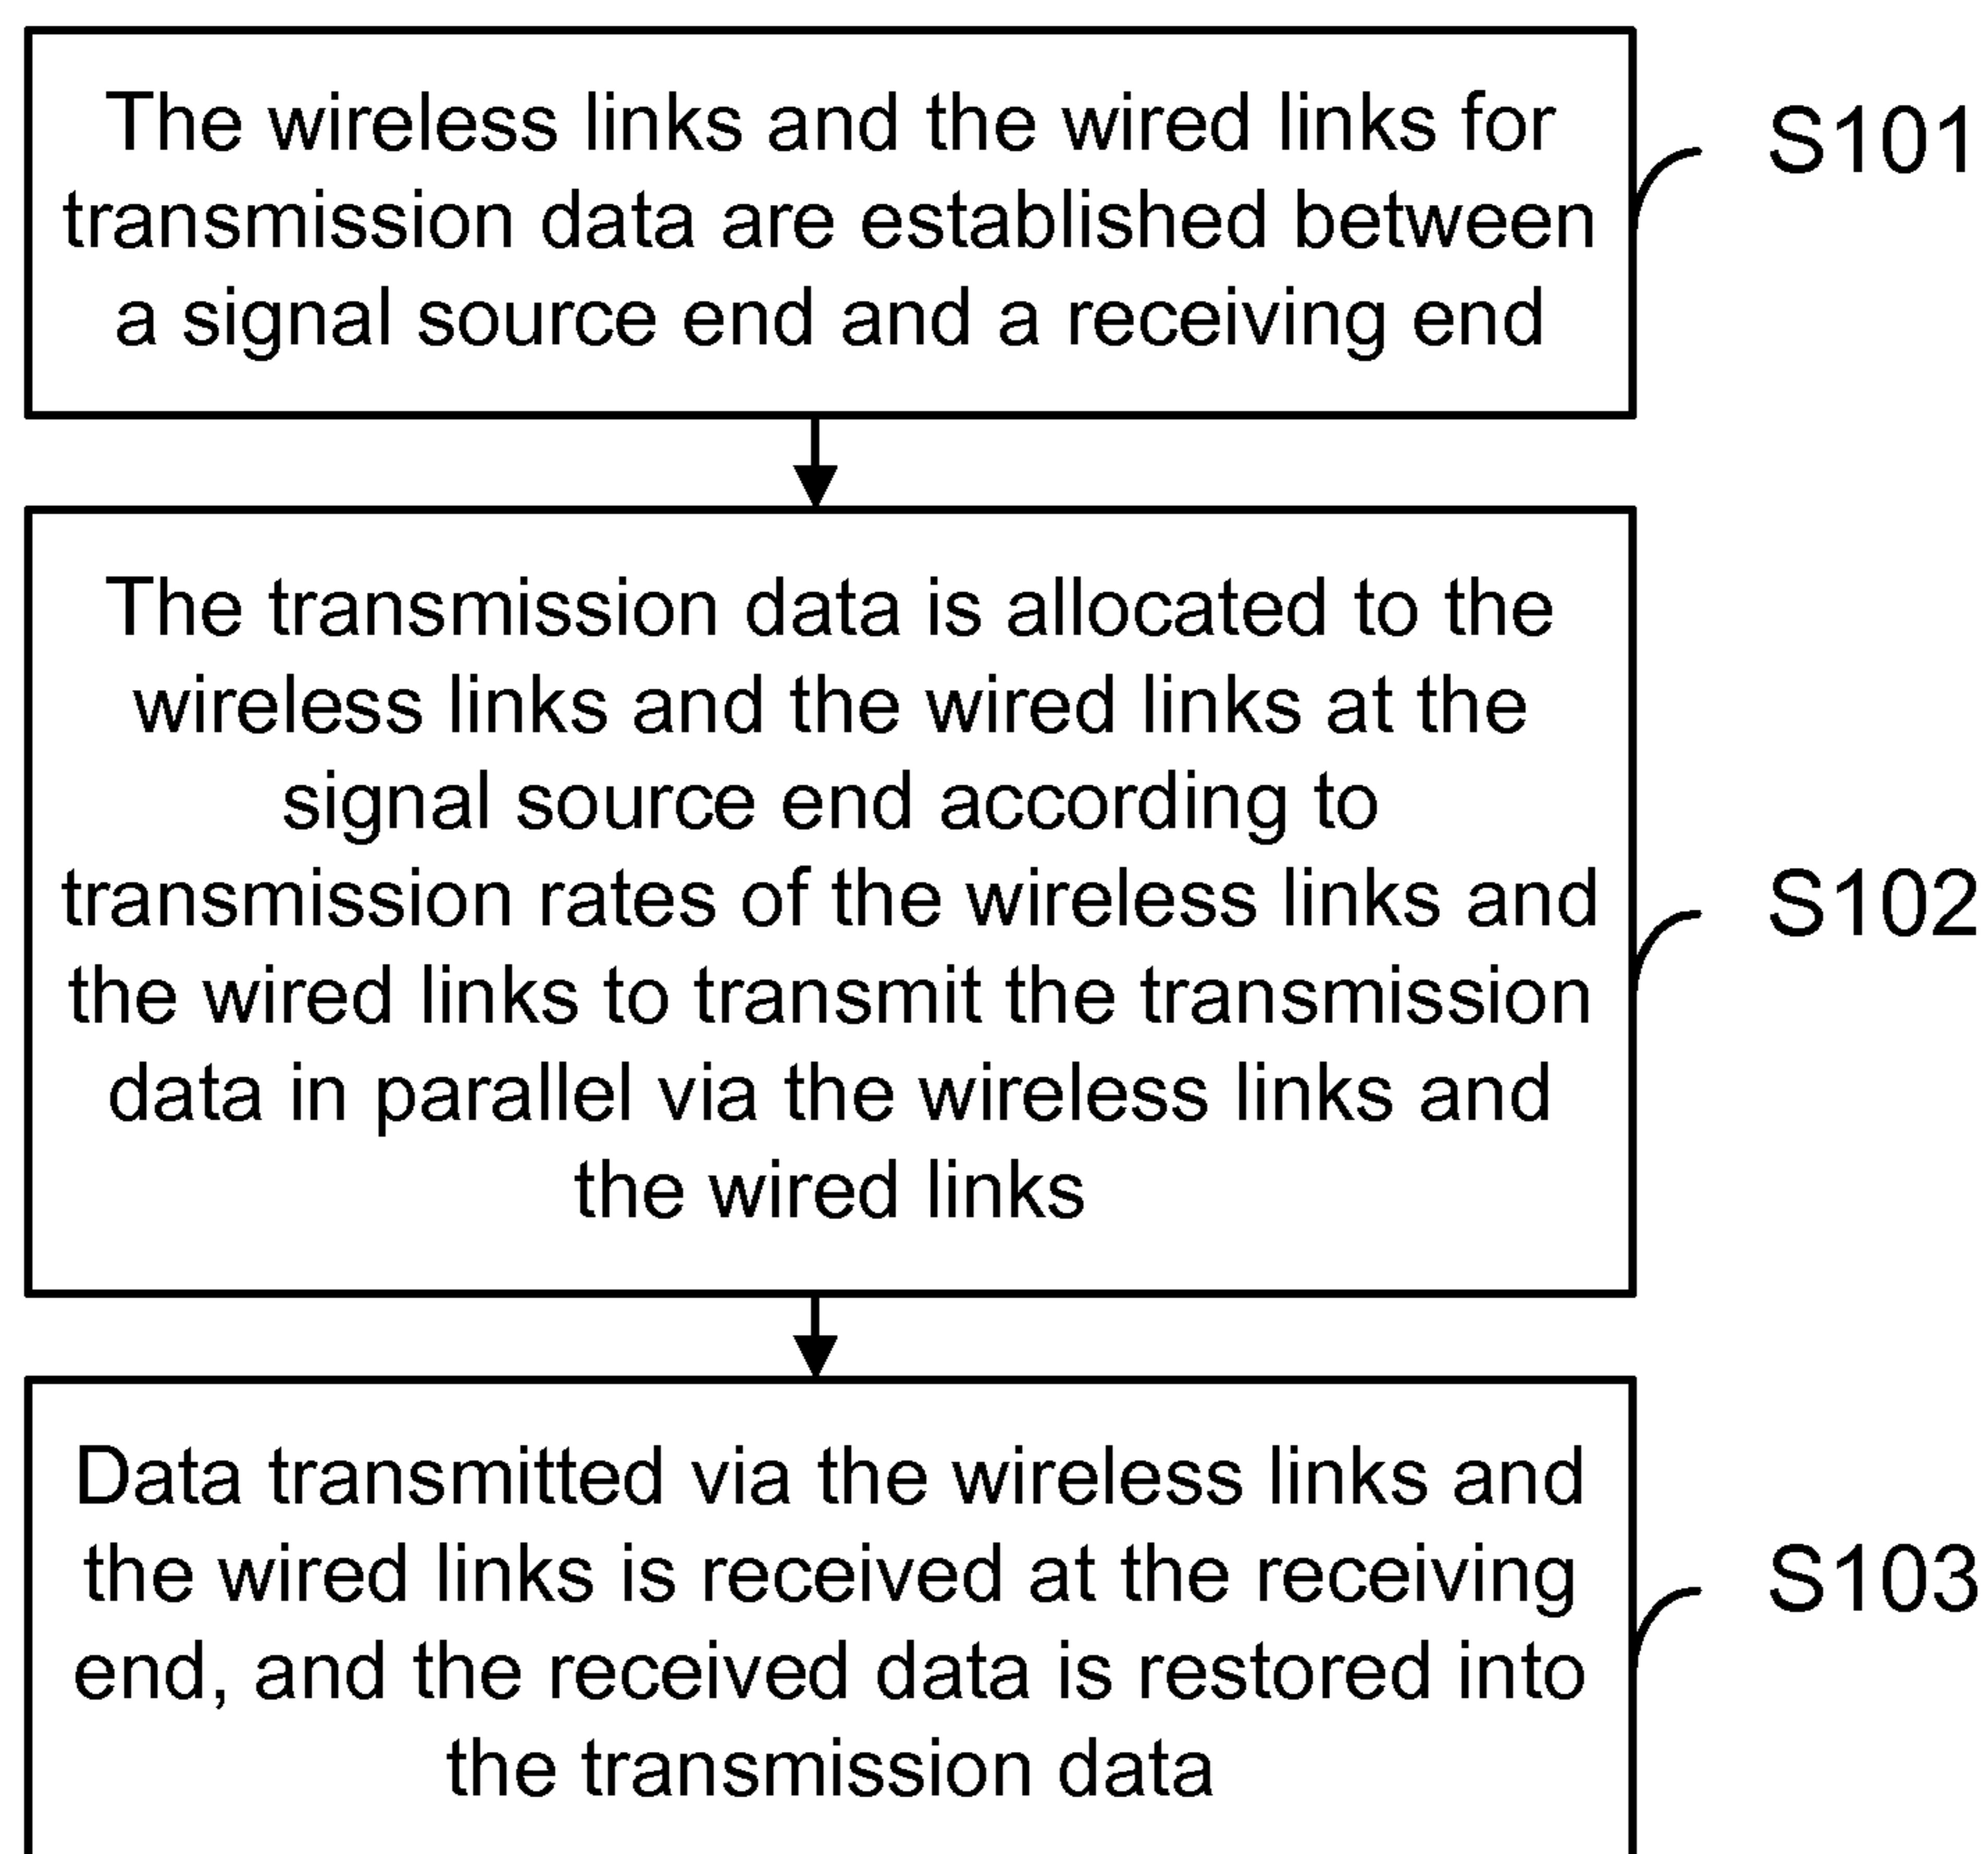 The wireless links and the wired links for
transmission data are established between
a signal source end and a receiving end
S101
The transmission data is allocated to the
wireless links and the wired links at the
signal source end according to
transmission rates of the wireless links and
the wired links to transmit the transmission
data in parallel via the wireless links and
the wired links
S102
Data transmitted via the wireless links and
the wired links is received at the receiving
end, and the received data is restored into
the transmission data
S103